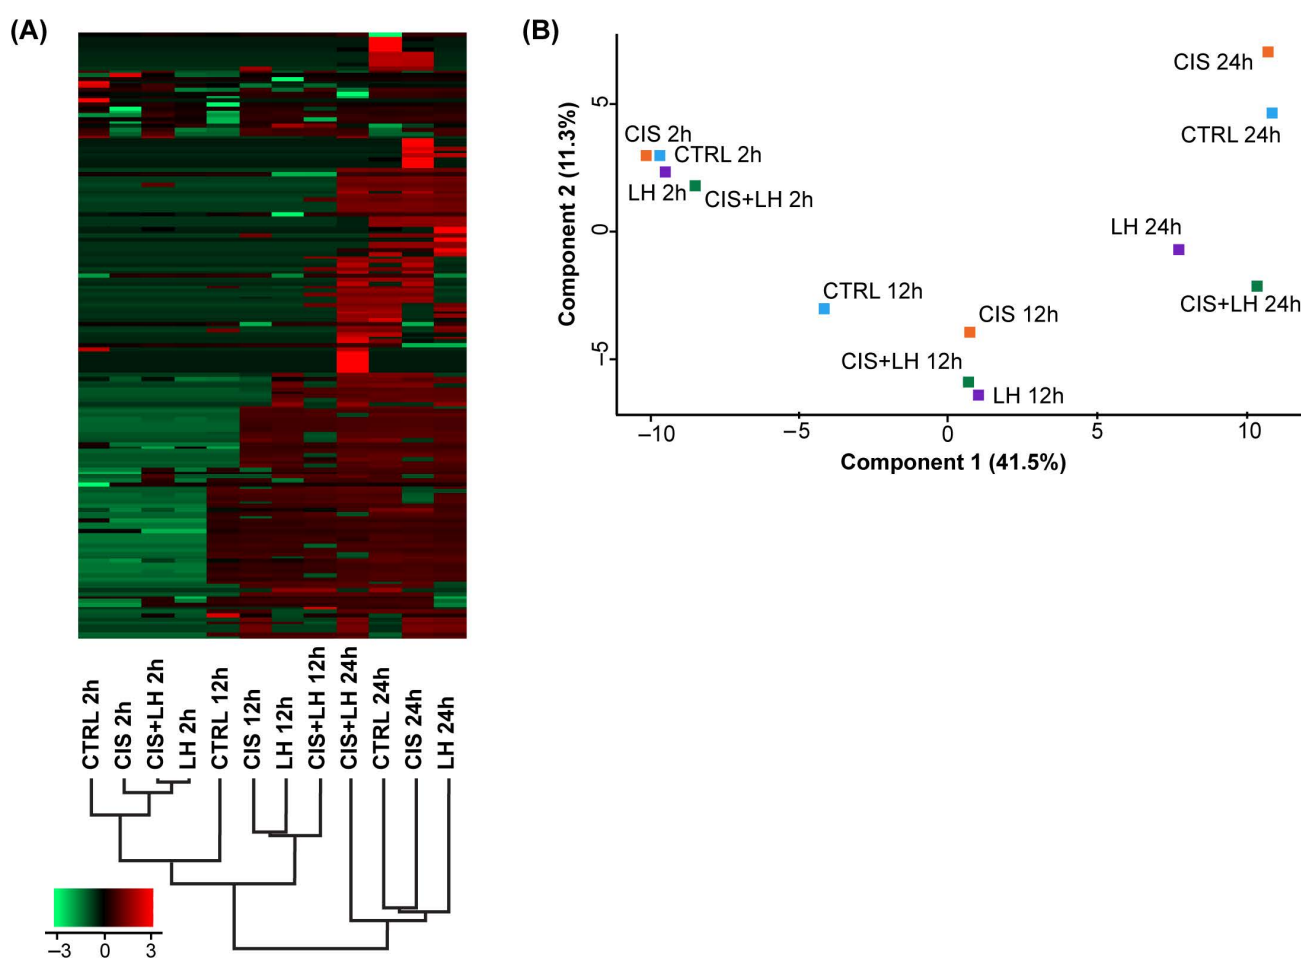 (A)
CTRL 2h
CIS 2h
CIS+LH 2h
LH 2h
CTRL 12h
CIS 12h
LH 12h
CIS+LH 12h
CIS+LH 24h
CTRL 24h
CIS 24h
LH 24h
−3 0 3
(B)
Component 2 (11.3%)
5
0
−5
CIS 24h
CTRL 24h
CIS 2h
CTRL 2h
LH 2h
CIS+LH 2h
LH 24h
CIS+LH 24h
CTRL 12h
CIS 12h
CIS+LH 12h
LH 12h
−10 −5 0 5 10
Component 1 (41.5%)